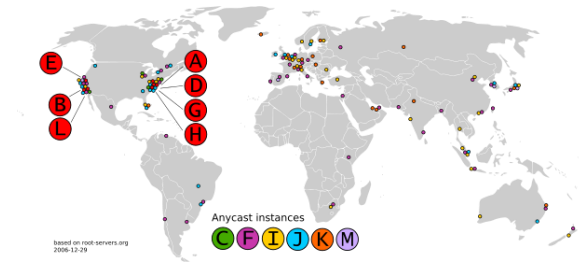 E
A
D
B
G
L
H
Anycast instances
C F I J K M
based on root-servers.org
2006-12-29